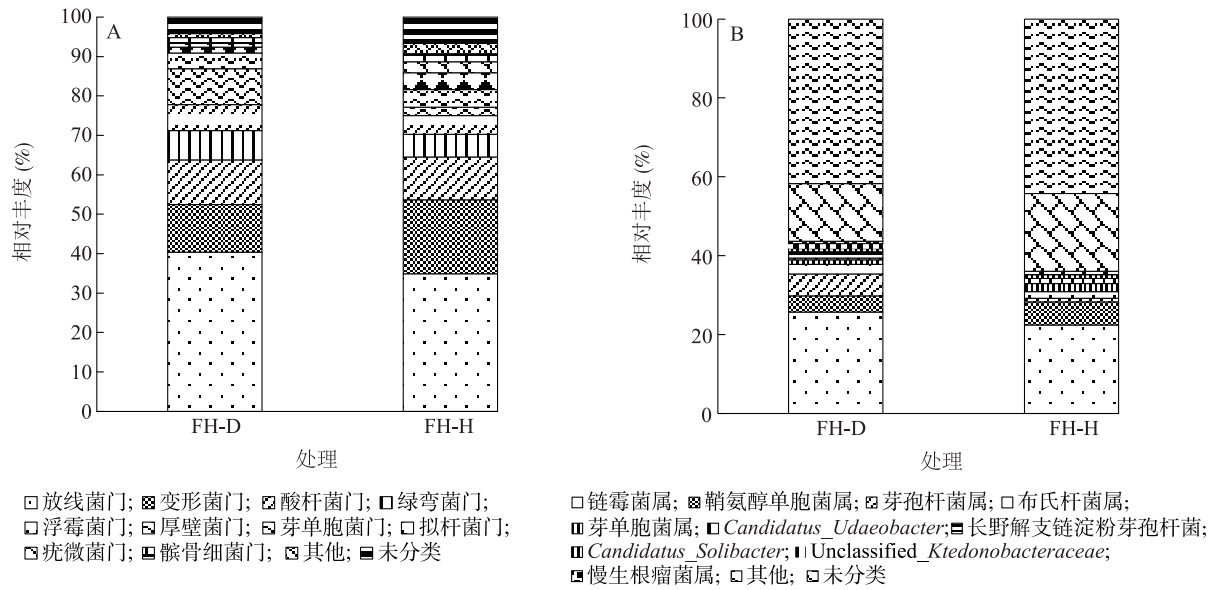 A
100
90
80
70
60
50
40
30
20
10
0
相对丰度 (%)
FH-D
FH-H
处理
放线菌门; 变形菌门; 酸杆菌门; 绿弯菌门;
浮霉菌门; 厚壁菌门; 芽单胞菌门; 拟杆菌门;
疣微菌门; 髌骨细菌门; 其他; 未分类
B
100
80
60
40
20
0
相对丰度 (%)
FH-D
FH-H
处理
链霉菌属; 鞘氨醇单胞菌属; 芽孢杆菌属; 布氏杆菌属;
芽单胞菌属; Candidatus_Udaeobacter; 长野解支链淀粉芽孢杆菌;
Candidatus_Solibacter; Unclassified_Ktedonobacteraceae;
慢生根瘤菌属; 其他; 未分类